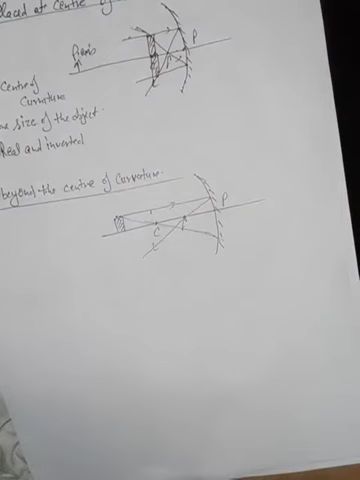 placed at centre of
P
Centre of
Curvature
size of the object.
Real and inverted
beyond the centre of Curvature.
P
C